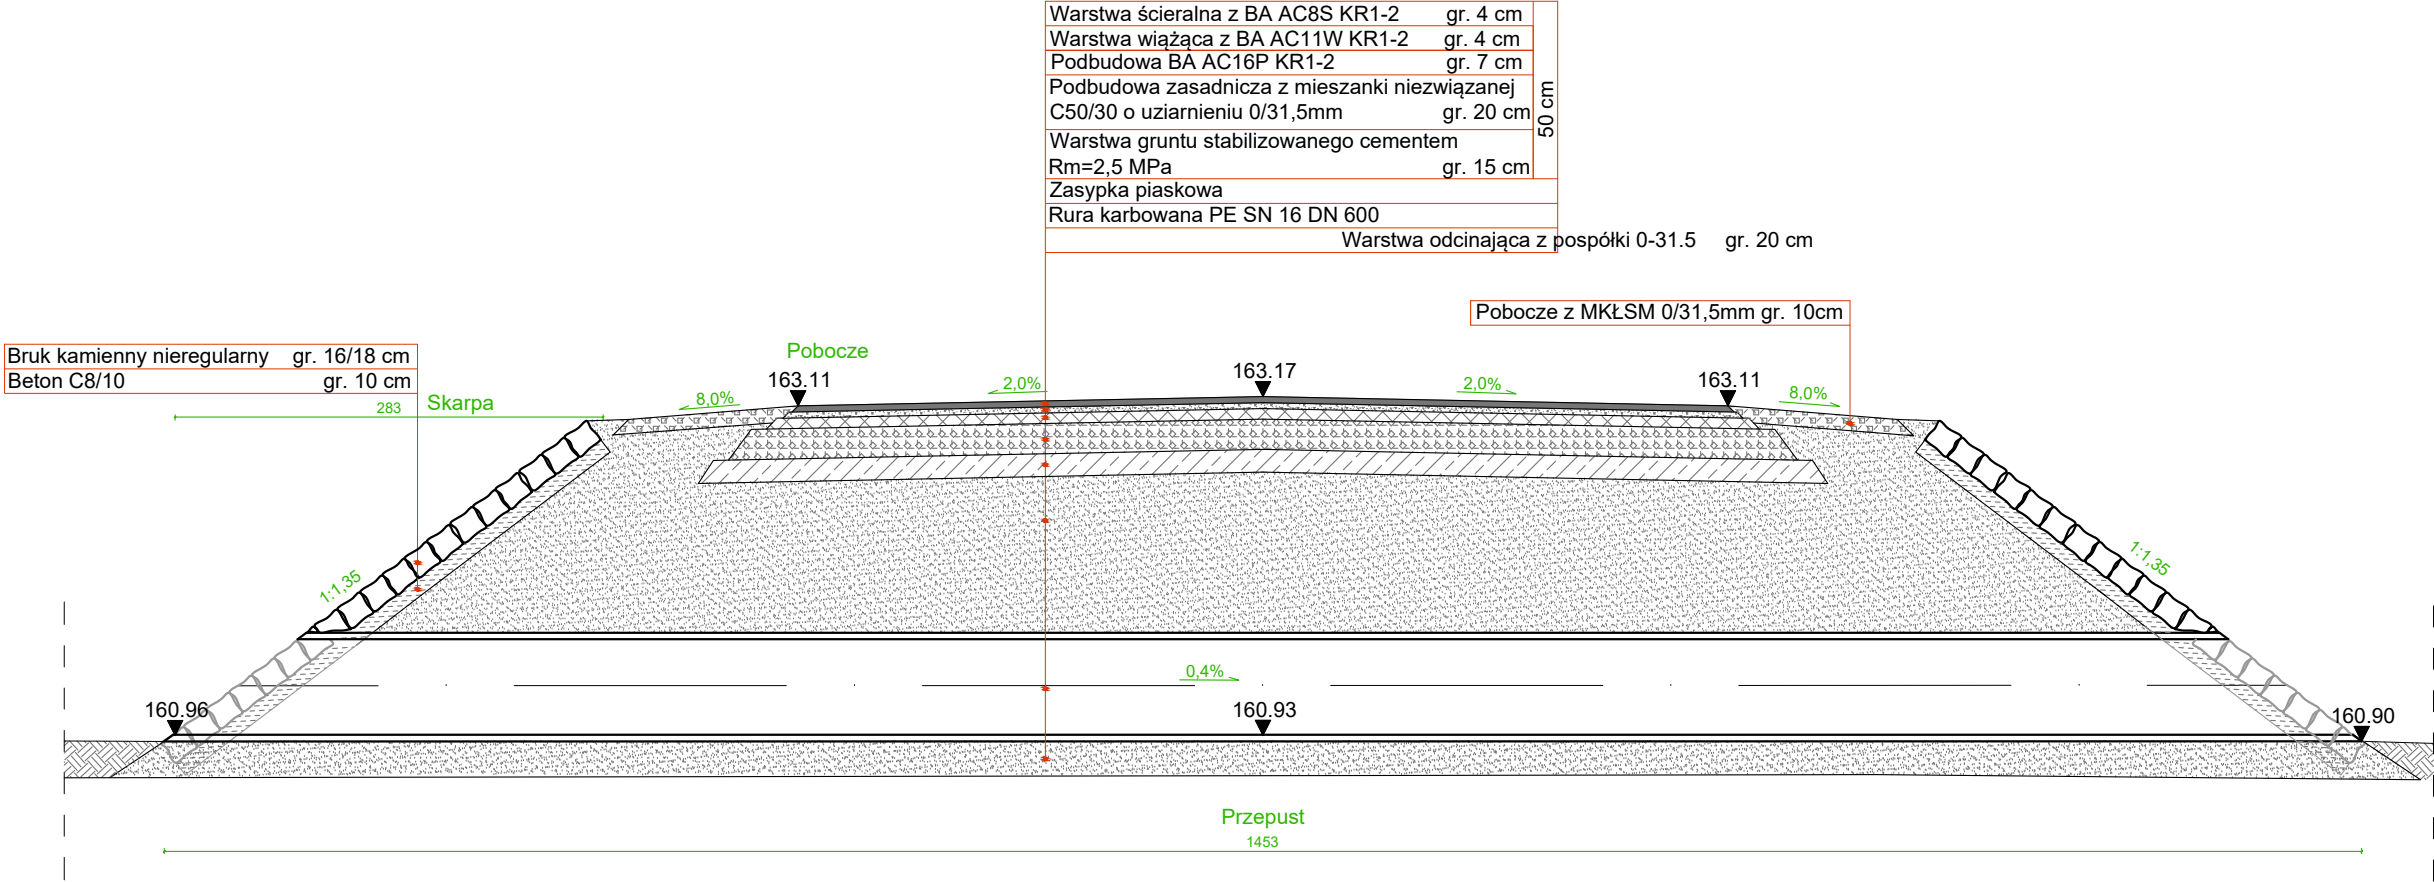 Warstwa ścieralna z BA AC8S KR1-2 gr. 4 cm
Warstwa wiążąca z BA AC11W KR1-2 gr. 4 cm
Podbudowa BA AC16P KR1-2 gr. 7 cm
Podbudowa zasadnicza z mieszanki niezwiązanej
C50/30 o uziarnieniu 0/31,5mm gr. 20 cm
Warstwa gruntu stabilizowanego cementem
Rm=2,5 MPa gr. 15 cm
50 cm
Zasypka piaskowa
Rura karbowana PE SN 16 DN 600
Warstwa odcinająca z pospółki 0-31.5 gr. 20 cm
Pobocze z MKŁSM 0/31,5mm gr. 10cm
Bruk kamienny nieregularny gr. 16/18 cm
Beton C8/10 gr. 10 cm
Pobocze
163.11
163.17
163.11
283
Skarpa
8,0%
2,0%
2,0%
8,0%
1:1,35
1:1,35
0,4%
160.96
160.93
160.90
Przepust
1453